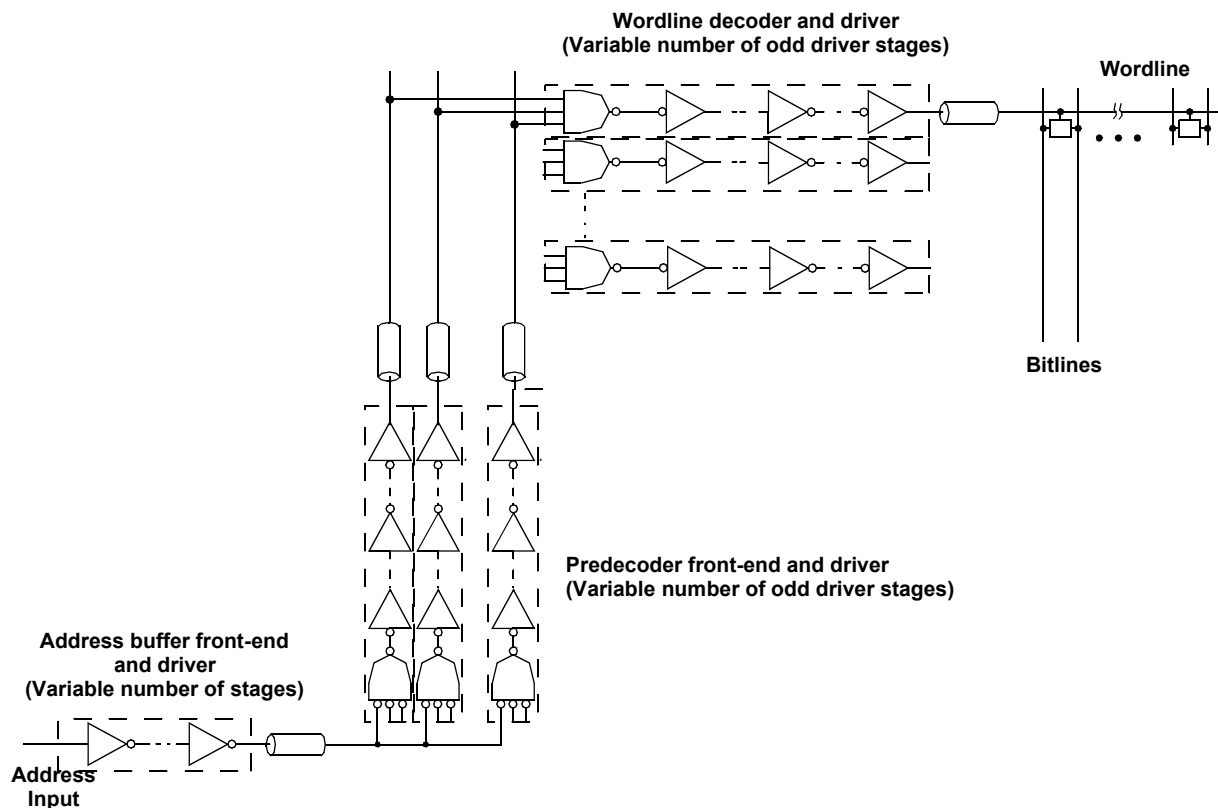 Wordline decoder and driver
(Variable number of odd driver stages)
Wordline
Bitlines
Predecoder front-end and driver
(Variable number of odd driver stages)
Address buffer front-end
and driver
(Variable number of stages)
Address
Input